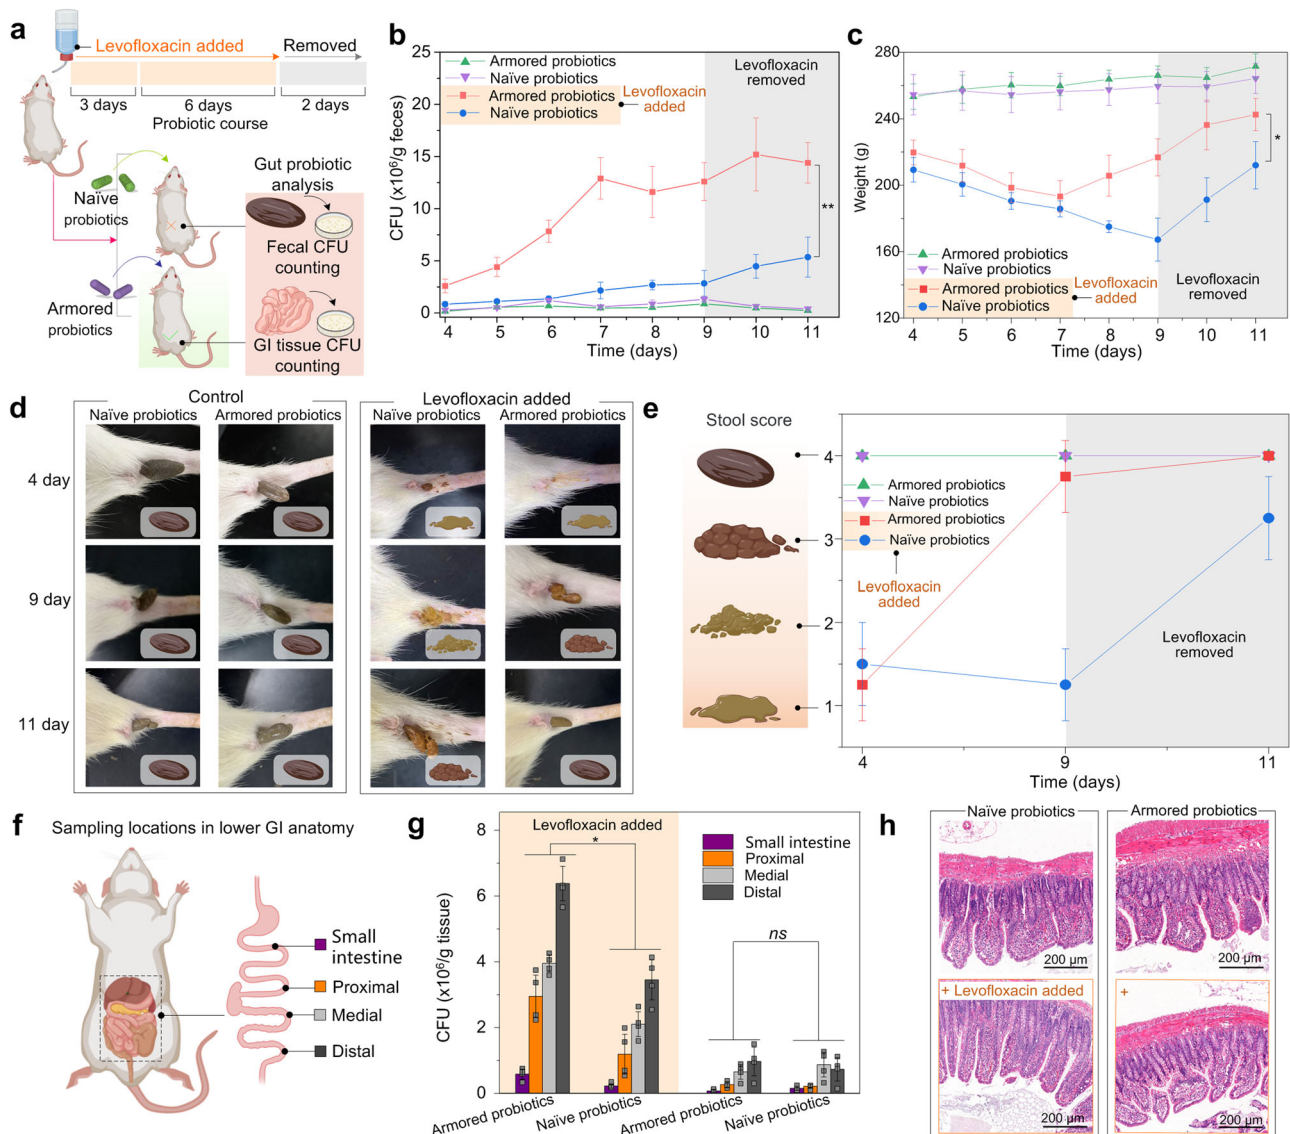 a
Levofloxacin added
Removed
3 days
6 days
2 days
Probiotic course
Naïve
probiotics
Armored
probiotics
Gut probiotic
analysis
Fecal CFU
counting
GI tissue CFU
counting
b
25
20
15
10
5
0
CFU (x10⁶/g feces)
Armored probiotics
Naïve probiotics
Armored probiotics
Naïve probiotics
Levofloxacin
added
Levofloxacin
removed
**
4 5 6 7 8 9 10 11
Time (days)
c
280
240
200
160
120
Weight (g)
*
Armored probiotics
Naïve probiotics
Armored probiotics
Naïve probiotics
Levofloxacin
added
Levofloxacin
removed
4 5 6 7 8 9 10 11
Time (days)
d
Control
Levofloxacin added
Naïve probiotics Armored probiotics
Naïve probiotics Armored probiotics
4 day
9 day
11 day
e
Stool score
4
3
2
1
Armored probiotics
Naïve probiotics
Armored probiotics
Naïve probiotics
Levofloxacin
added
Levofloxacin
removed
4 9 11
Time (days)
f
Sampling locations in lower GI anatomy
Small
intestine
Proximal
Medial
Distal
g
8
6
4
2
0
CFU (x10⁶/g tissue)
Levofloxacin added
*
Small intestine
Proximal
Medial
Distal
ns
Armored probiotics
Naïve probiotics
Armored probiotics
Naïve probiotics
h
Naïve probiotics
Armored probiotics
200 µm
200 µm
+ Levofloxacin added
+
200 µm
200 µm